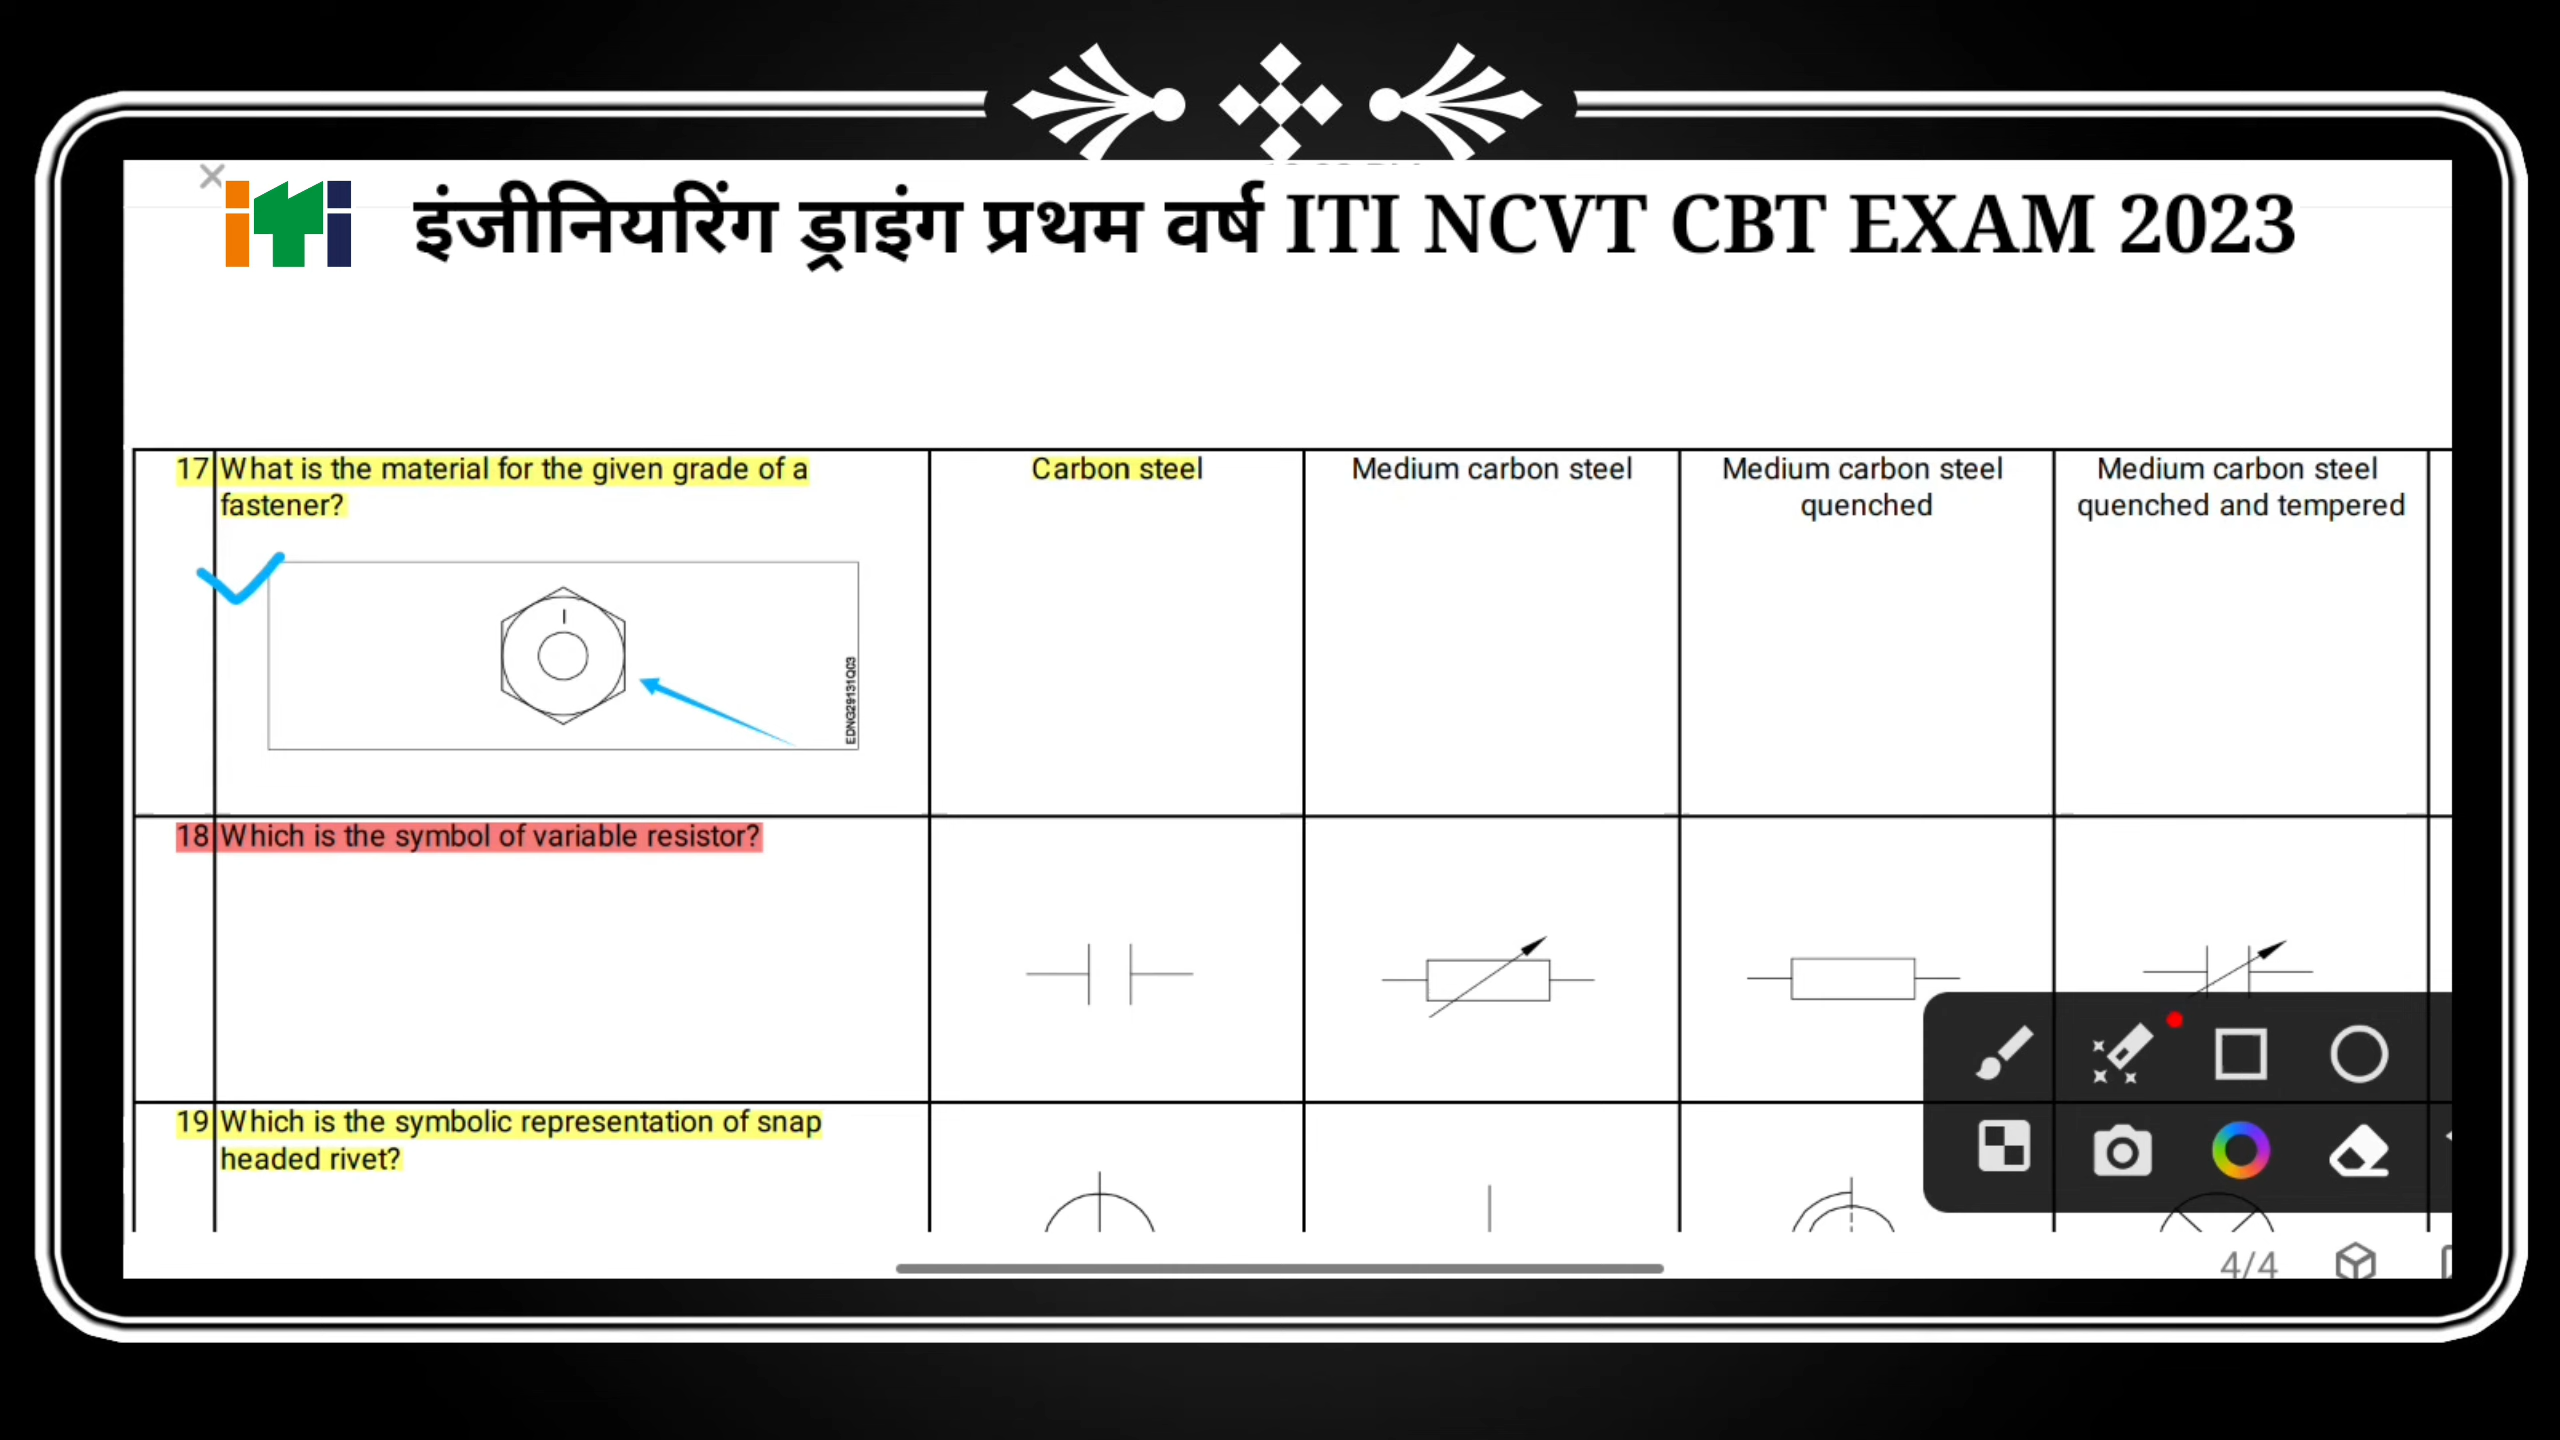 iTi इंजीनियरिंग ड्राइंग प्रथम वर्ष ITI NCVT CBT EXAM 2023
17 What is the material for the given grade of a
fastener?
Carbon steel
Medium carbon steel
Medium carbon steel
quenched
Medium carbon steel
quenched and tempered
EDNG29131Q03
18 Which is the symbol of variable resistor?
19 Which is the symbolic representation of snap
headed rivet?
4/4